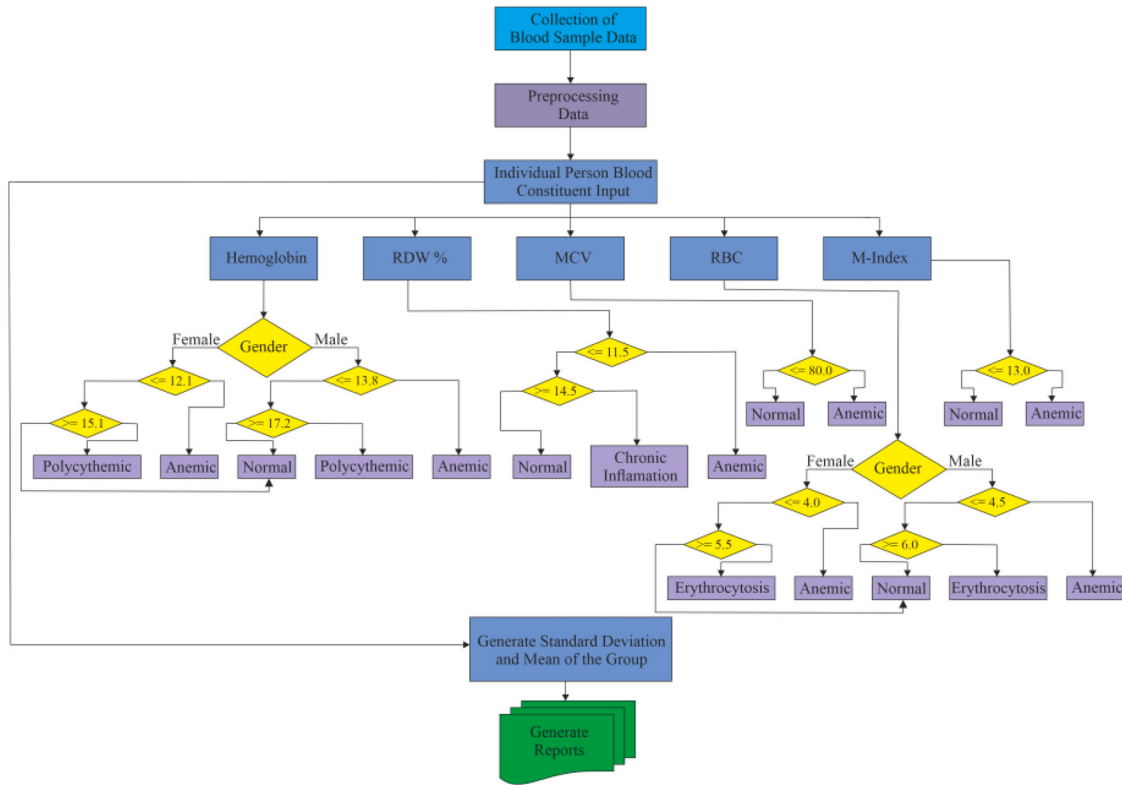 Collection of
Blood Sample Data
Preprocessing
Data
Individual Person Blood
Constituent Input
Hemoglobin
RDW %
MCV
RBC
M-Index
Female
Gender
Male
<= 12.1
<= 13.8
>= 15.1
>= 17.2
Polycythemic
Anemic
Normal
Polycythemic
Anemic
<= 11.5
>= 14.5
Normal
Chronic
Inflamation
Anemic
<= 80.0
Normal
Anemic
<= 13.0
Normal
Anemic
Female
Gender
Male
<= 4.0
<= 4.5
>= 5.5
>= 6.0
Erythrocytosis
Anemic
Normal
Erythrocytosis
Anemic
Generate Standard Deviation
and Mean of the Group
Generate
Reports